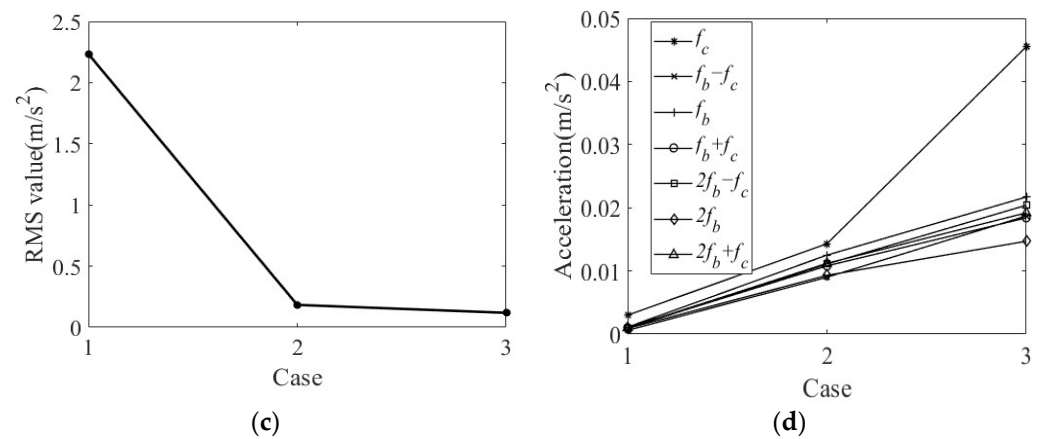 RMS value(m/s²)
2.5
2
1.5
1
0.5
0
1
2
3
Case
(c)
Acceleration(m/s²)
0.05
0.04
0.03
0.02
0.01
0
f_c
f_b−f_c
f_b
f_b+f_c
2f_b−f_c
2f_b
2f_b+f_c
1
2
3
Case
(d)